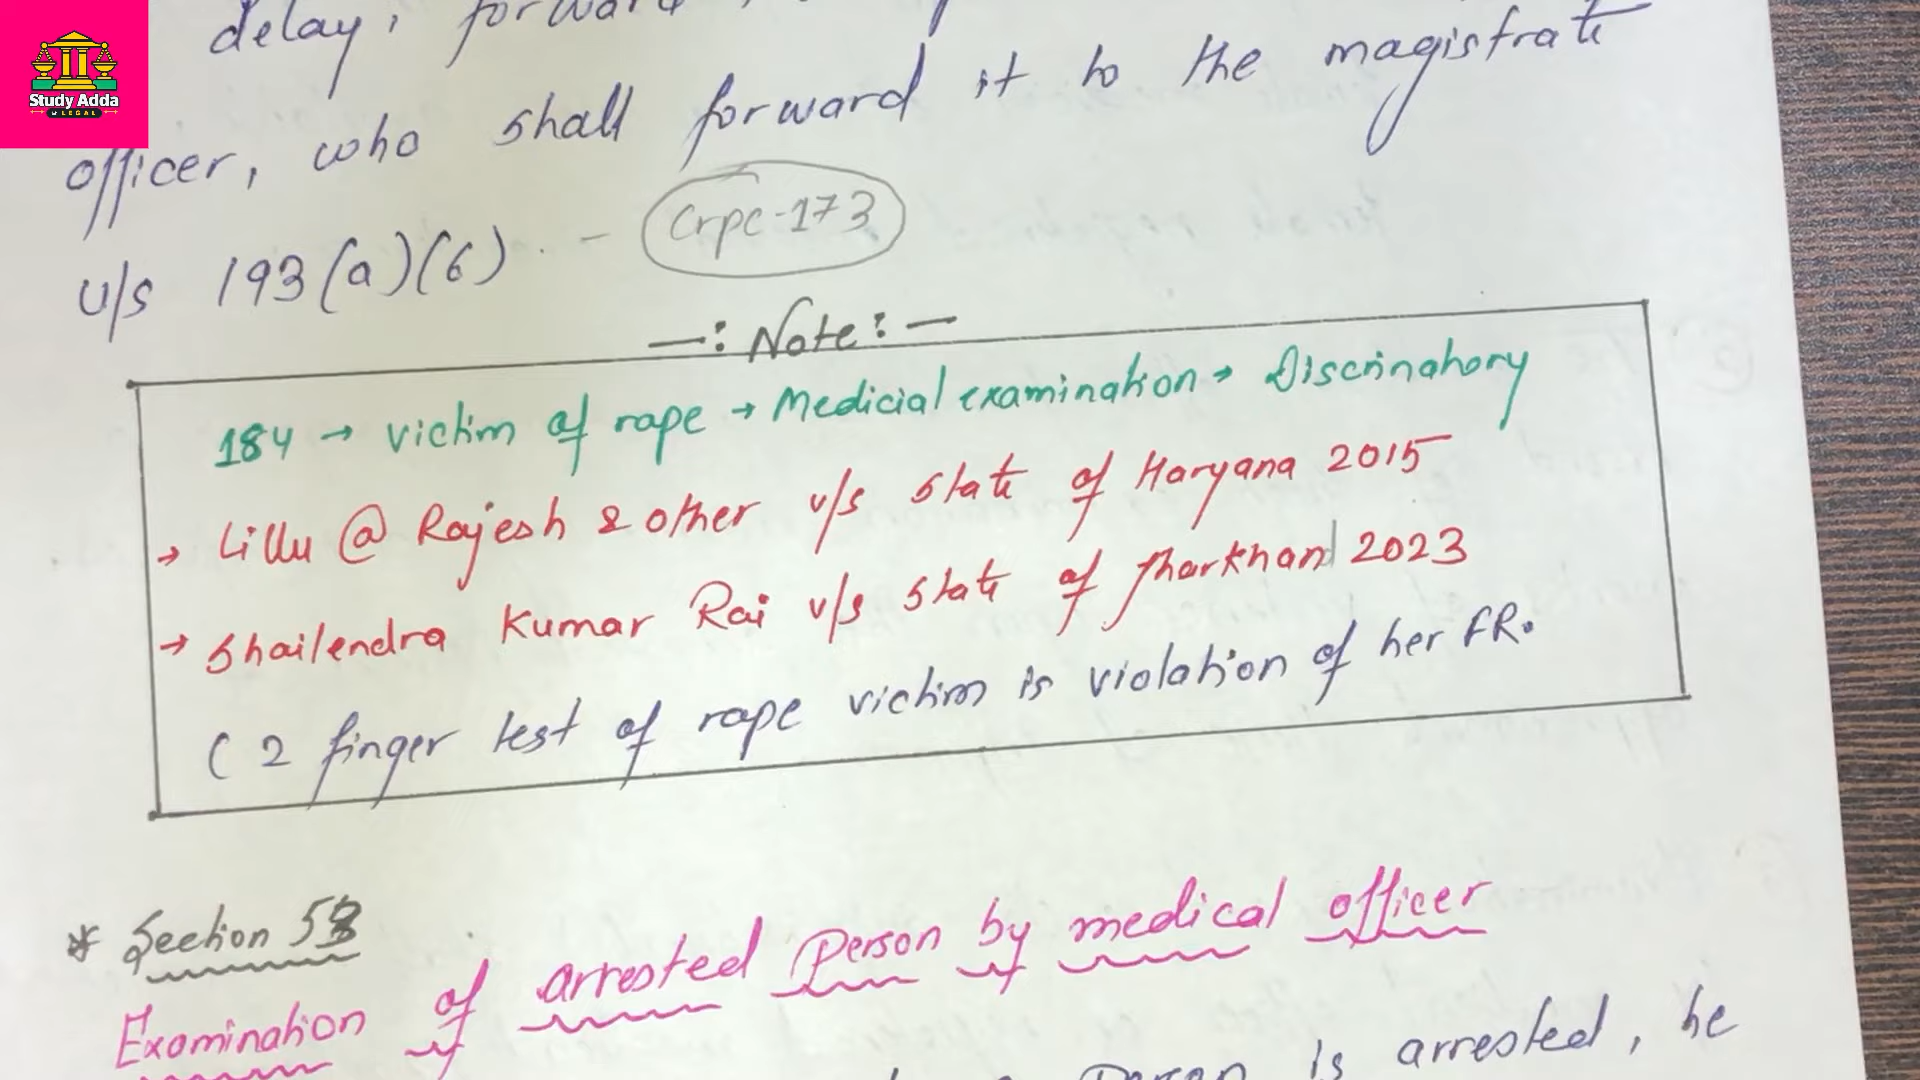 Study Adda
LEGAL
delay, forward
officer, who shall forward it to the magistrate
u/s 193(a)(6). - Crpc-173
—: Note: —
184 → victim of rape → Medicial examination → Discrinatory
→ Lillu @ Rajesh & other v/s State of Haryana 2015
→ Shailendra Kumar Rai v/s State of Jharkhand 2023
( 2 finger test of rape victim is violation of her FR.
* Section 53
Examination of arrested Person by medical officer
Person is arrested, he